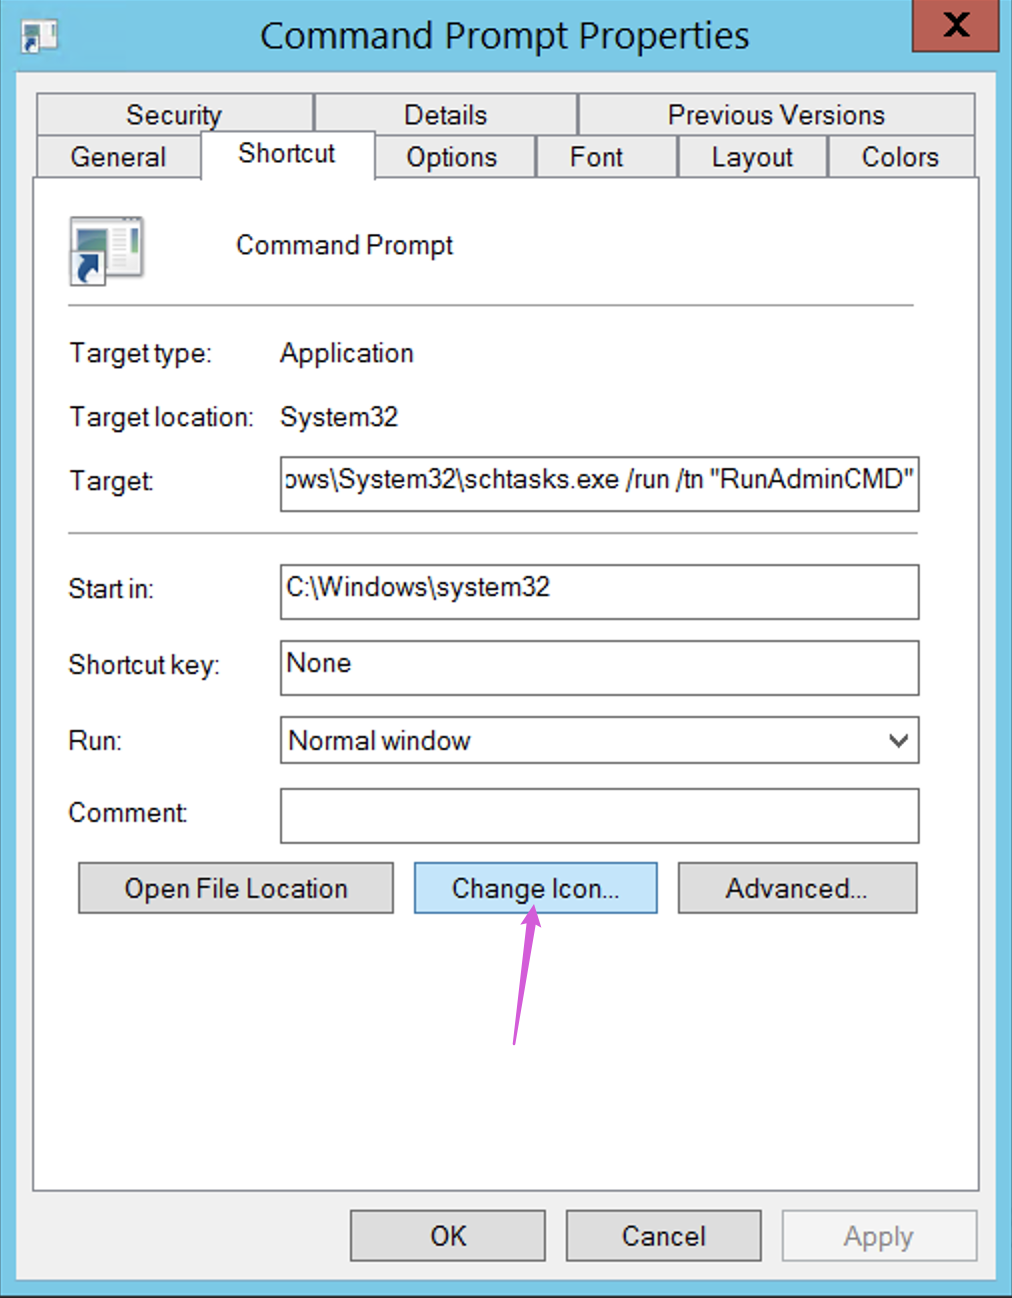 Command Prompt Properties
X
Security Details Previous Versions
General Shortcut Options Font Layout Colors
Command Prompt
Target type: Application
Target location: System32
Target: ows\System32\schtasks.exe /run /tn "RunAdminCMD"
Start in: C:\Windows\system32
Shortcut key: None
Run: Normal window
Comment:
Open File Location Change Icon... Advanced...
OK Cancel Apply